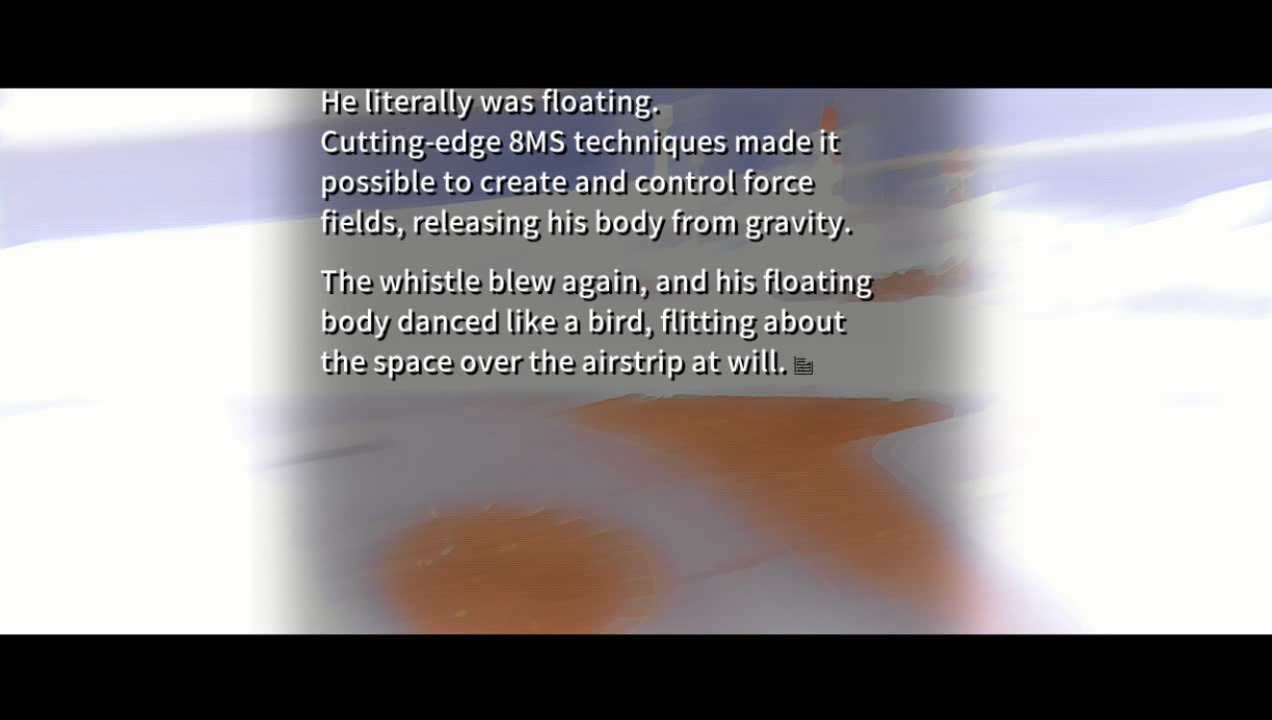 He literally was floating.
Cutting-edge 8MS techniques made it
possible to create and control force
fields, releasing his body from gravity.
The whistle blew again, and his floating
body danced like a bird, flitting about
the space over the airstrip at will.